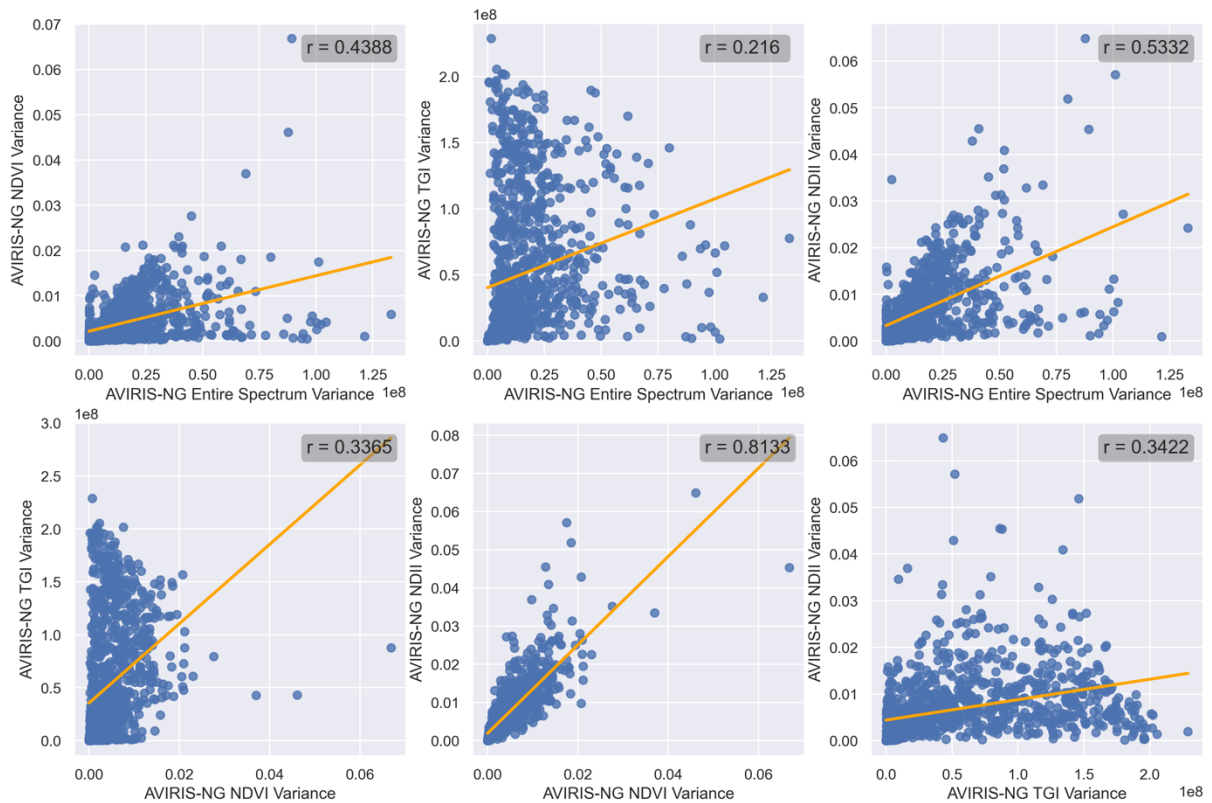 r = 0.4388
AVIRIS-NG NDVI Variance
0.07
0.06
0.05
0.04
0.03
0.02
0.01
0.00
0.00 0.25 0.50 0.75 1.00 1.25
AVIRIS-NG Entire Spectrum Variance 1e8
1e8
r = 0.216
AVIRIS-NG TGI Variance
2.0
1.5
1.0
0.5
0.0
0.00 0.25 0.50 0.75 1.00 1.25
AVIRIS-NG Entire Spectrum Variance 1e8
r = 0.5332
AVIRIS-NG NDII Variance
0.06
0.05
0.04
0.03
0.02
0.01
0.00
0.00 0.25 0.50 0.75 1.00 1.25
AVIRIS-NG Entire Spectrum Variance 1e8
1e8
r = 0.3365
AVIRIS-NG TGI Variance
3.0
2.5
2.0
1.5
1.0
0.5
0.0
0.00 0.02 0.04 0.06
AVIRIS-NG NDVI Variance
r = 0.8133
AVIRIS-NG NDII Variance
0.08
0.07
0.06
0.05
0.04
0.03
0.02
0.01
0.00
0.00 0.02 0.04 0.06
AVIRIS-NG NDVI Variance
r = 0.3422
AVIRIS-NG NDII Variance
0.06
0.05
0.04
0.03
0.02
0.01
0.00
0.0 0.5 1.0 1.5 2.0
AVIRIS-NG TGI Variance 1e8